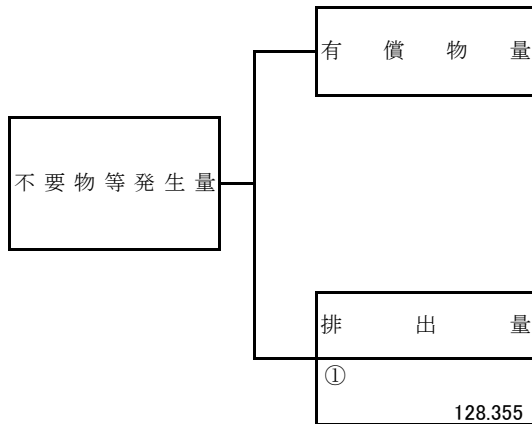 有償物量
不要物等発生量
排出量
①
128.355